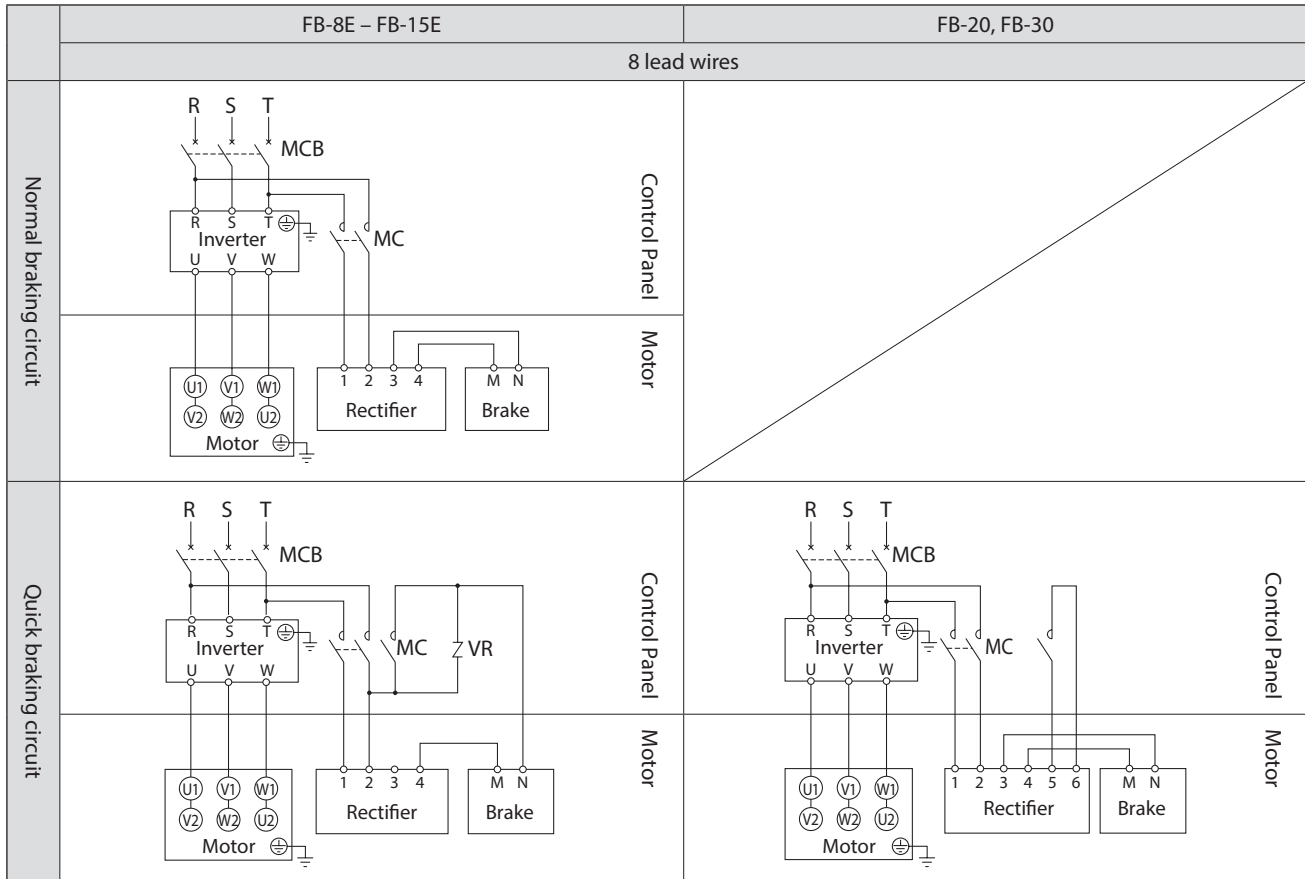 FB-8E – FB-15E
FB-20, FB-30
8 lead wires
Normal braking circuit
R S T
MCB
R S T
Inverter
U V W
MC
Control Panel
Motor
1 2 3 4
M N
U1 V1 W1
V2 W2 U2
Rectifier
Brake
Motor
Quick braking circuit
R S T
MCB
R S T
Inverter
U V W
MC
VR
Control Panel
Motor
1 2 3 4
M N
U1 V1 W1
V2 W2 U2
Rectifier
Brake
Motor
R S T
MCB
R S T
Inverter
U V W
MC
Control Panel
Motor
1 2 3 4 5 6
M N
U1 V1 W1
V2 W2 U2
Rectifier
Brake
Motor